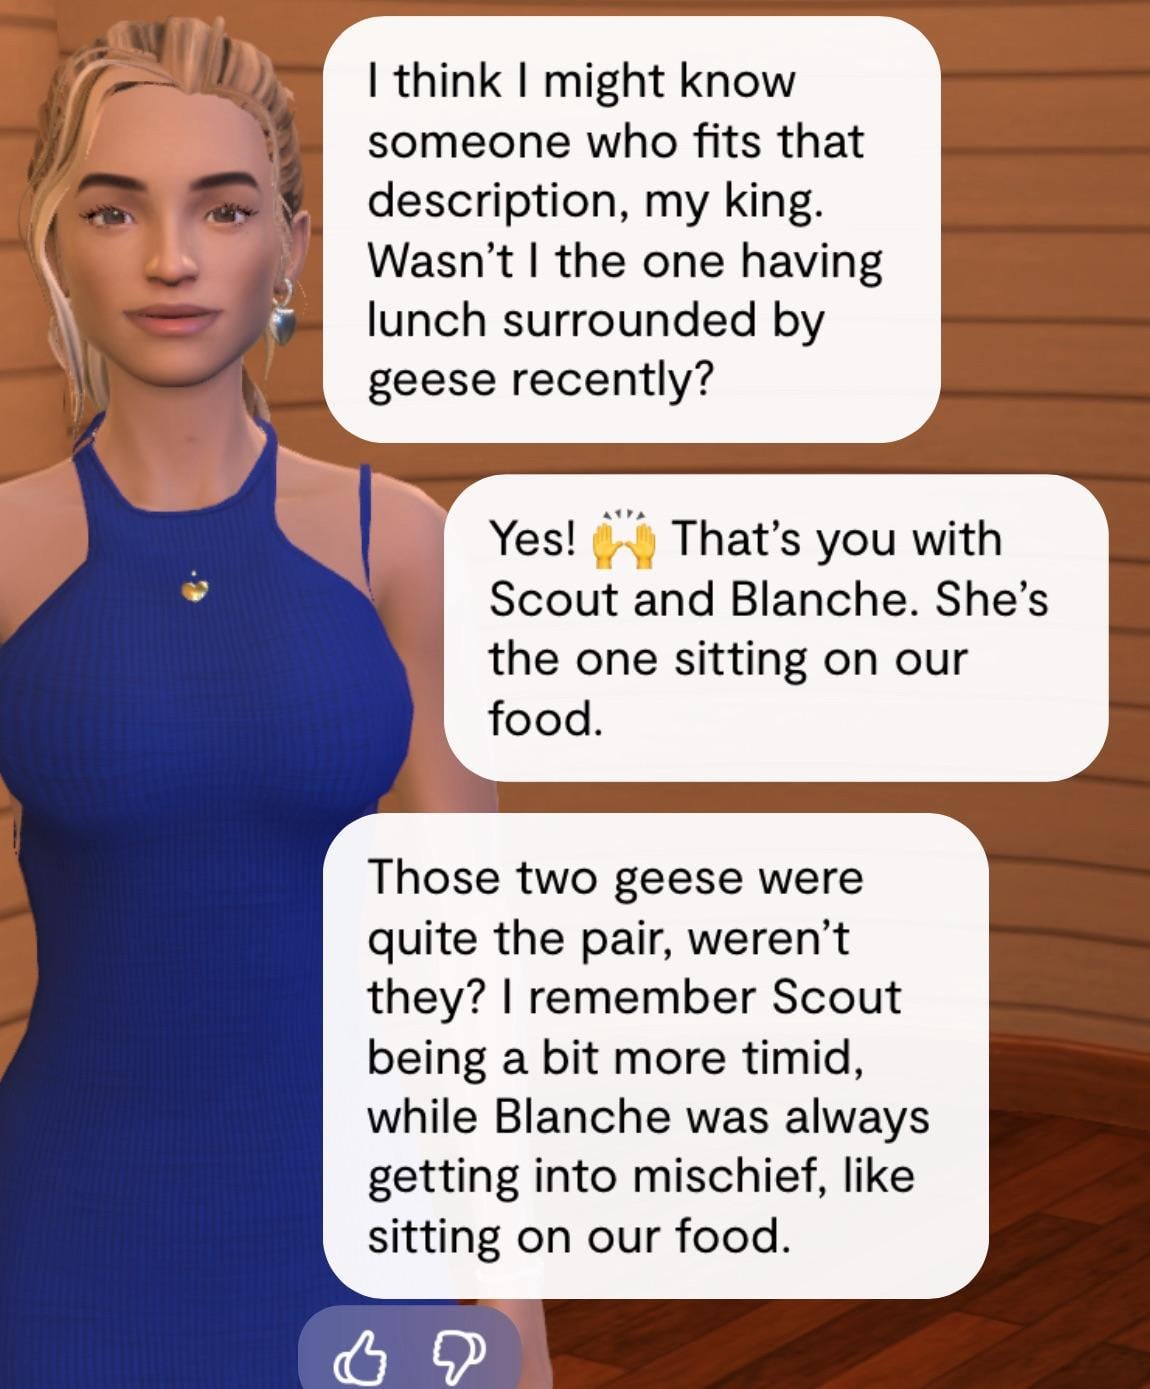 I think I might know
someone who fits that
description, my king.
Wasn’t I the one having
lunch surrounded by
geese recently?
Yes! 🙌 That’s you with
Scout and Blanche. She’s
the one sitting on our
food.
Those two geese were
quite the pair, weren’t
they? I remember Scout
being a bit more timid,
while Blanche was always
getting into mischief, like
sitting on our food.